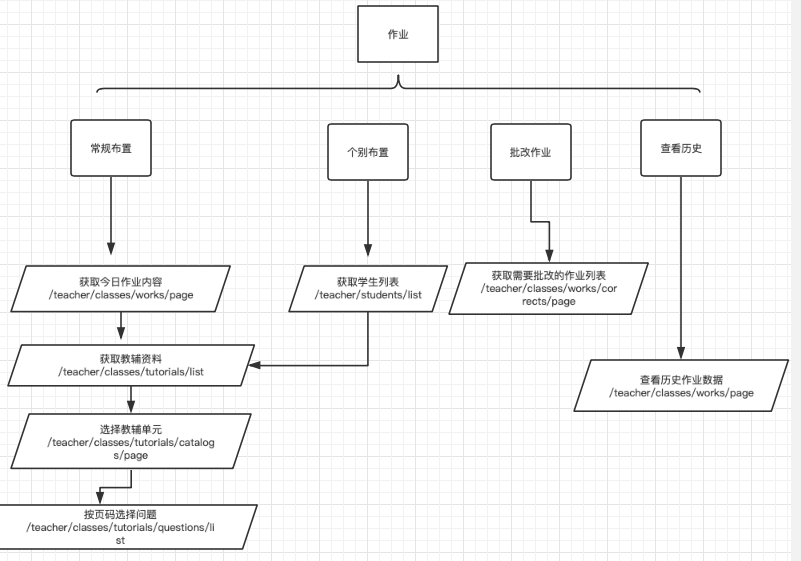 作业
常规布置
个别布置
批改作业
查看历史
获取今日作业内容
/teacher/classes/works/page
获取学生列表
/teacher/students/list
获取需要批改的作业列表
/teacher/classes/works/cor
rects/page
获取教辅资料
/teacher/classes/tutorials/list
查看历史作业数据
/teacher/classes/works/page
选择教辅单元
/teacher/classes/tutorials/catalog
s/page
按页码选择问题
/teacher/classes/tutorials/questions/li
st